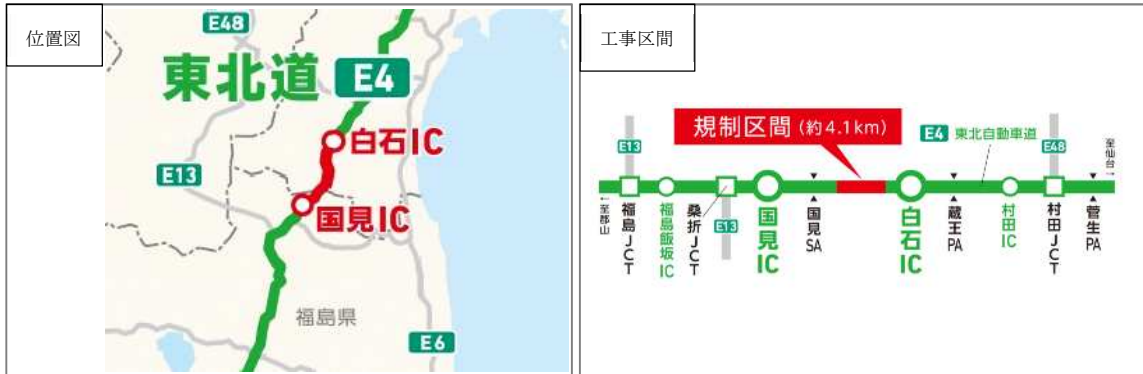 位置図
E48
東北道 E4
白石IC
E13
国見IC
福島県
E6
工事区間
規制区間 (約4.1km)
E4 東北自動車道
E13
E48
至仙台→
←至郡山
福島JCT
福島飯坂IC
桑折JCT
E13
国見IC
国見SA
白石IC
蔵王PA
村田IC
村田JCT
菅生PA